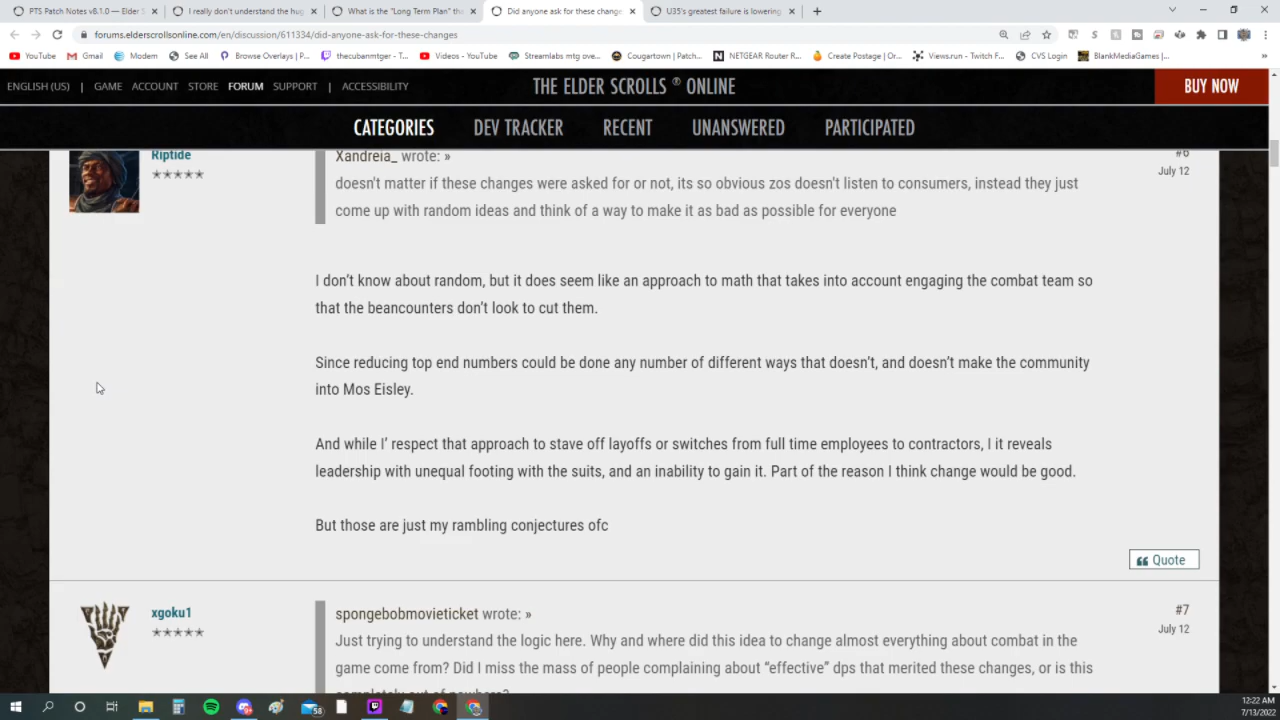 PTS Patch Notes v8.1.0 — Elder S
I really don't understand the hug
What is the "Long Term Plan" tho
Did anyone ask for these change
U35's greatest failure is lowering
forums.elderscrollsonline.com/en/discussion/611334/did-anyone-ask-for-these-changes
YouTube
Gmail
Modem
See All
Browse Overlays | P...
thecubanmtger - T...
Videos - YouTube
Streamlabs mtg ove...
Cougartown | Patch...
NETGEAR Router R...
Create Postage | Or...
Views.run - Twitch F...
CVS Login
BlankMediaGames |...
»
ENGLISH (US) | GAME ACCOUNT STORE FORUM SUPPORT | ACCESSIBILITY
THE ELDER SCROLLS ® ONLINE
BUY NOW
CATEGORIES DEV TRACKER RECENT UNANSWERED PARTICIPATED
Riptide
Xandreia_ wrote: »
#6
July 12
doesn't matter if these changes were asked for or not, its so obvious zos doesn't listen to consumers, instead they just
come up with random ideas and think of a way to make it as bad as possible for everyone
I don't know about random, but it does seem like an approach to math that takes into account engaging the combat team so
that the beancounters don't look to cut them.
Since reducing top end numbers could be done any number of different ways that doesn't, and doesn't make the community
into Mos Eisley.
And while I' respect that approach to stave off layoffs or switches from full time employees to contractors, I it reveals
leadership with unequal footing with the suits, and an inability to gain it. Part of the reason I think change would be good.
But those are just my rambling conjectures ofc
Quote
xgoku1
spongebobmovieticket wrote: »
#7
July 12
Just trying to understand the logic here. Why and where did this idea to change almost everything about combat in the
game come from? Did I miss the mass of people complaining about "effective" dps that merited these changes, or is this
completely out of nowhere?
58
12:22 AM
7/13/2022